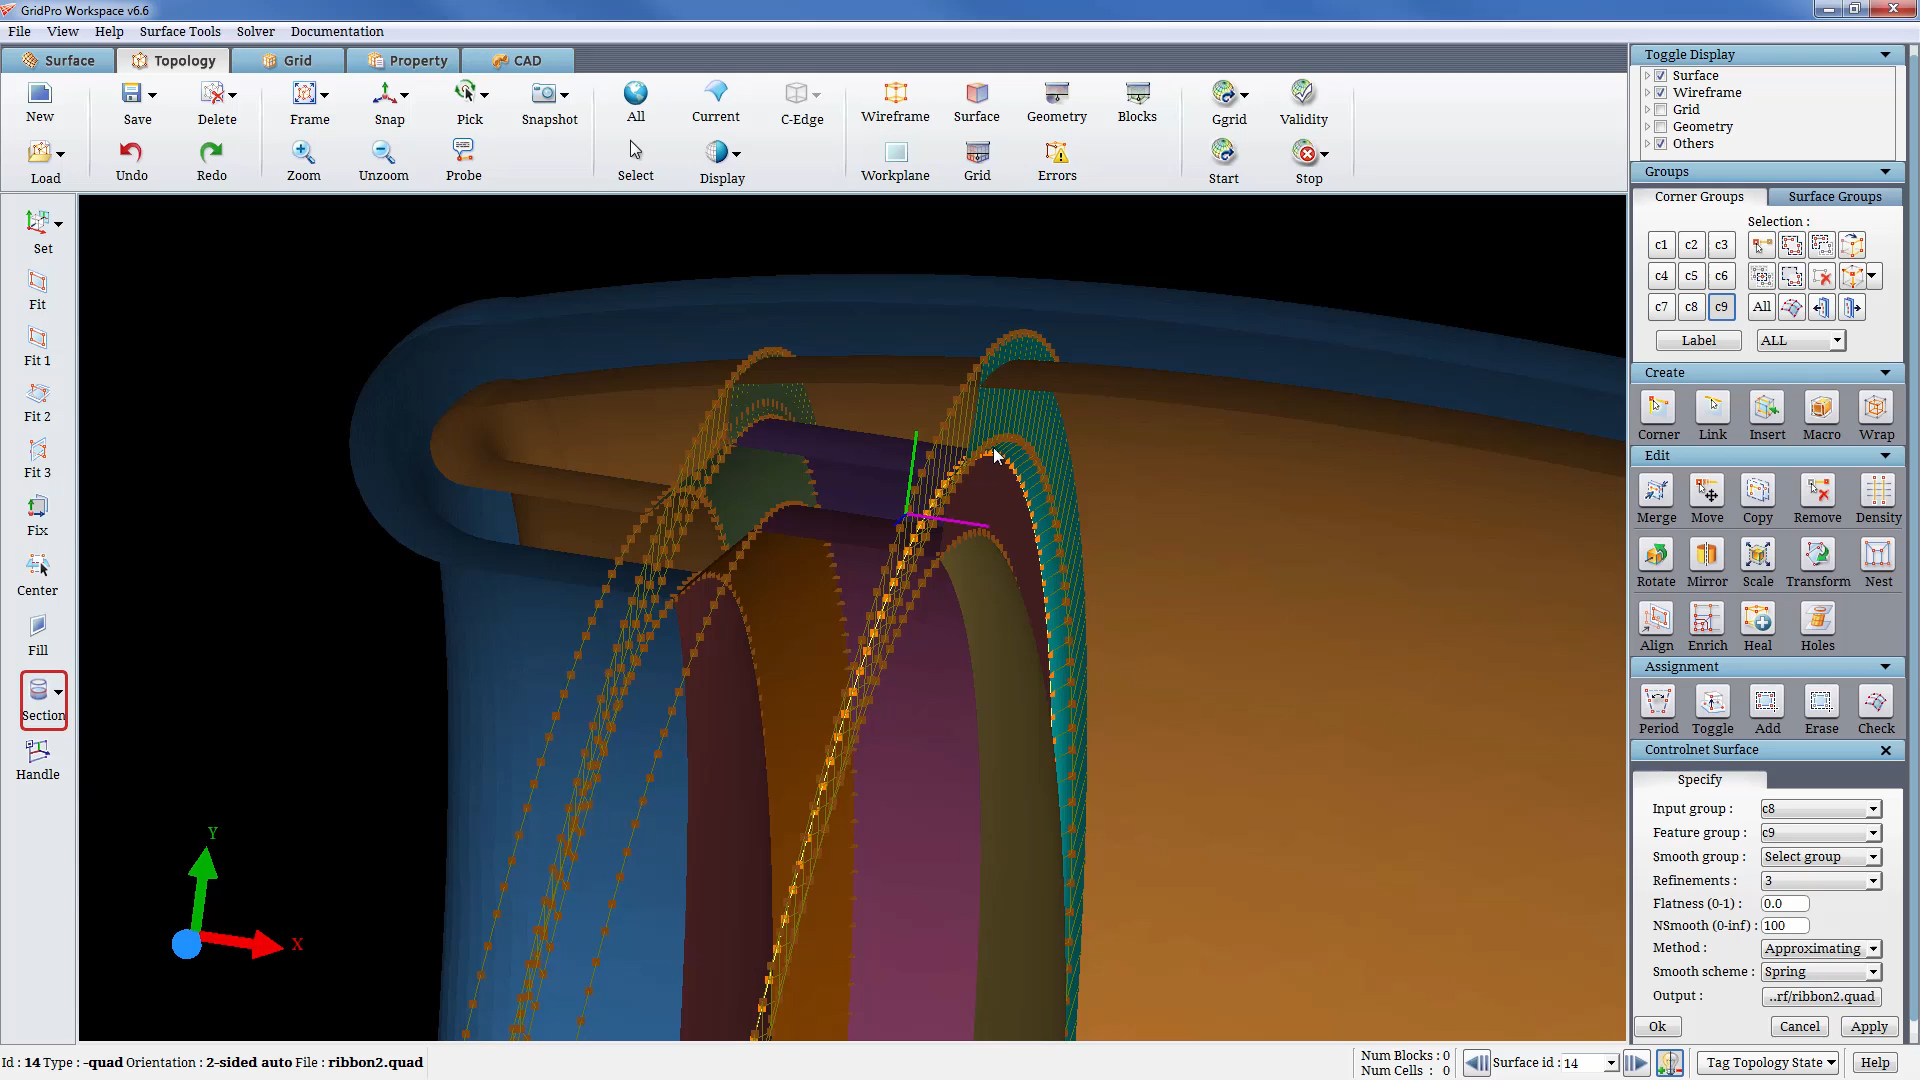 GridPro Workspace v6.6
File View Help Surface Tools Solver Documentation
Surface Topology Grid Property CAD
New Save Delete Frame Snap Pick Snapshot All Current C-Edge Wireframe Surface Geometry Blocks Ggrid Validity
Load Undo Redo Zoom Unzoom Probe Select Display Workplane Grid Errors Start Stop
Set
Fit
Fit 1
Fit 2
Fit 3
Fix
Center
Fill
Section
Handle
Y
X
Toggle Display
Surface
Wireframe
Grid
Geometry
Others
Groups
Corner Groups Surface Groups
Selection :
c1 c2 c3
c4 c5 c6
c7 c8 c9 All
Label ALL
Create
Corner Link Insert Macro Wrap
Edit
Merge Move Copy Remove Density
Rotate Mirror Scale Transform Nest
Align Enrich Heal Holes
Assignment
Period Toggle Add Erase Check
Controlnet Surface
Specify
Input group : c8
Feature group : c9
Smooth group : Select group
Refinements : 3
Flatness (0-1) : 0.0
NSmooth (0-inf) : 100
Method : Approximating
Smooth scheme : Spring
Output : ..rf/ribbon2.quad
Ok Cancel Apply
Id : 14 Type : -quad Orientation : 2-sided auto File : ribbon2.quad
Num Blocks : 0
Num Cells : 0
Surface id : 14
Tag Topology State
Help